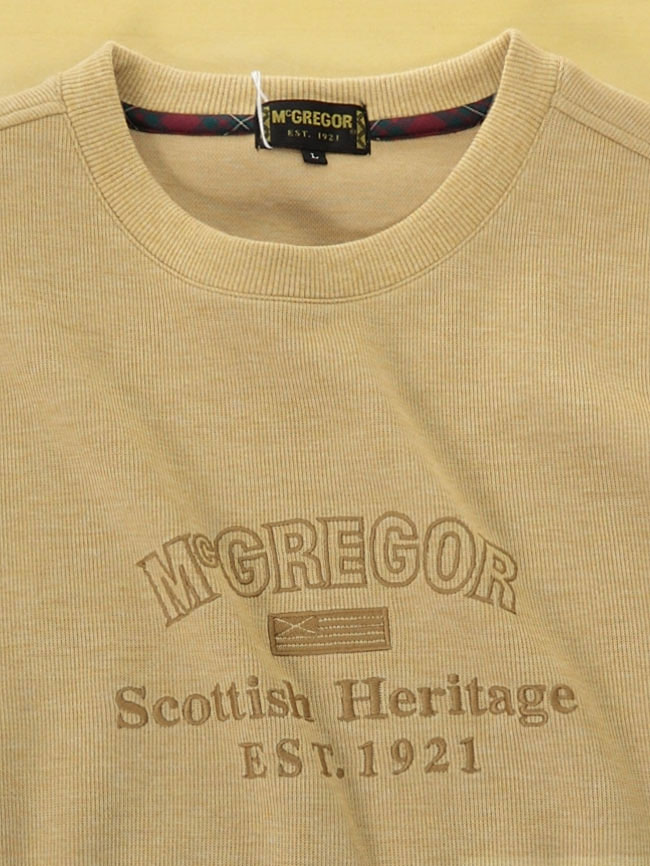 McGREGOR
EST. 1921
L
McGREGOR
Scottish Heritage
EST. 1921